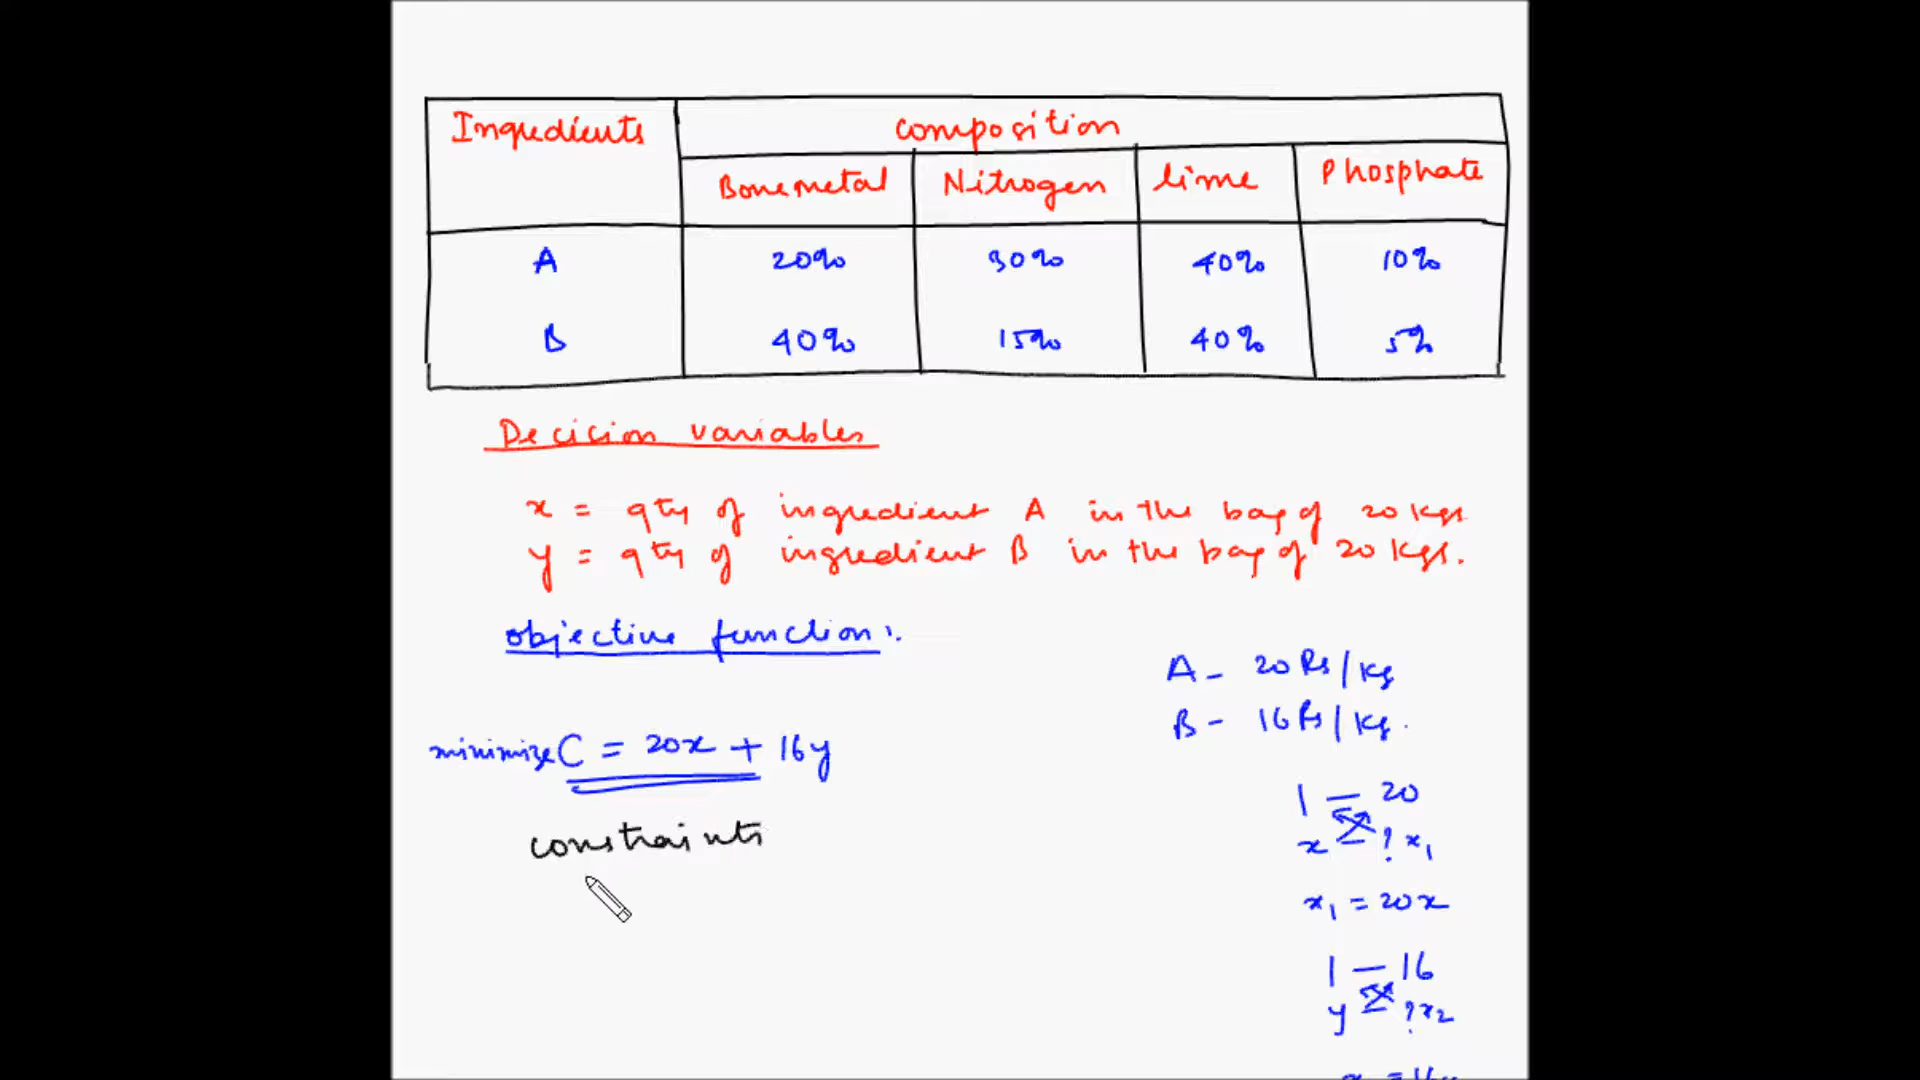 Ingredients
composition
Bonemetal Nitrogen lime Phosphate
A 20% 30% 40% 10%
B 40% 15% 40% 5%
Decision variables
x = qty of ingredient A in the bag of 20 kgs
y = qty of ingredient B in the bag of 20 kgs.
objective function:
A - 20 Rs/kg
B - 16 Rs/kg.
minimize C = 20x + 16y
1 — 20
x — ? x1
constraints
x1 = 20x
1 — 16
y — ? x2